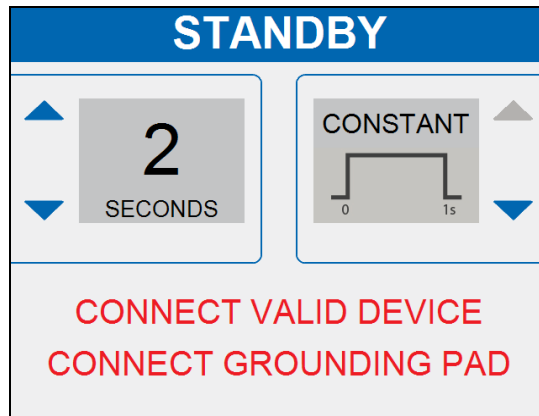 STANDBY
2
SECONDS
CONSTANT
0 1s
CONNECT VALID DEVICE
CONNECT GROUNDING PAD